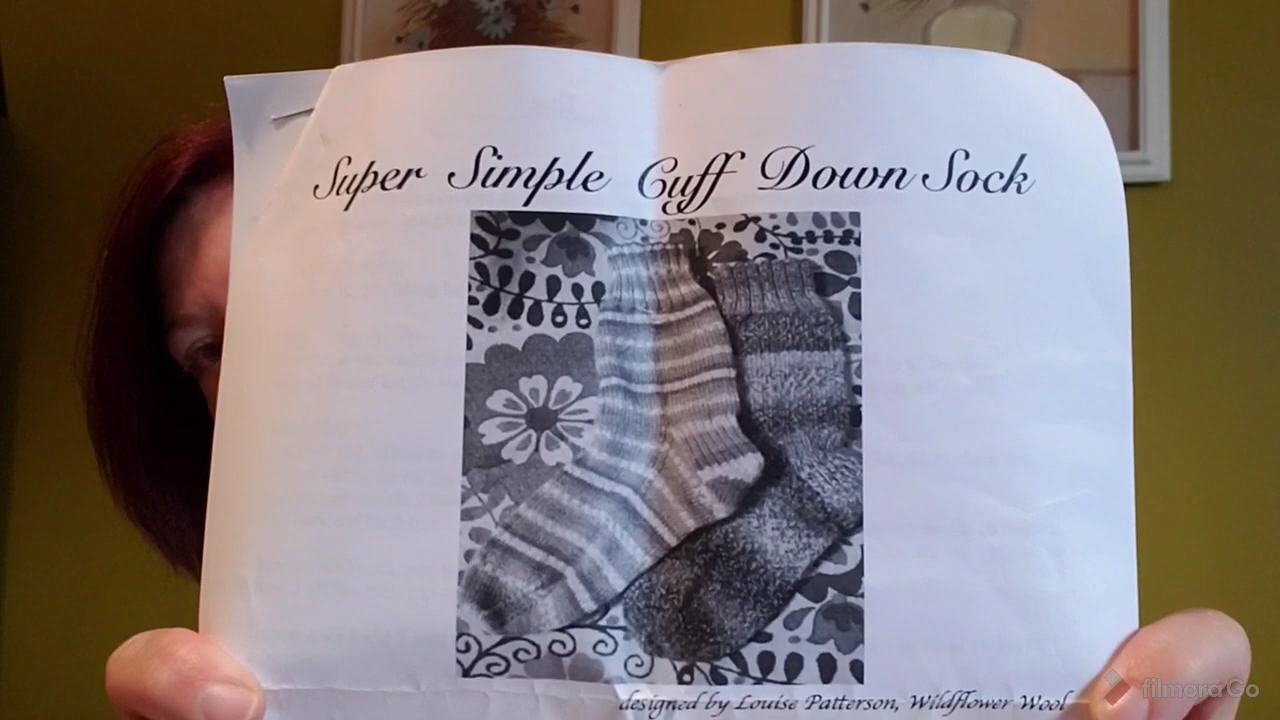 Super Simple Cuff Down Sock
designed by Louise Patterson, Wildflower Wool
filmora Go